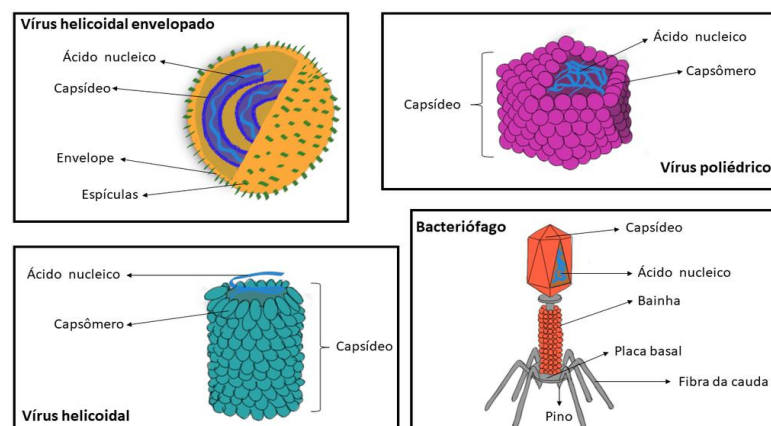 Vírus helicoidal envelopado
Ácido nucleico
Capsídeo
Envelope
Espículas
Ácido nucleico
Capsômero
Capsídeo
Vírus poliédrico
Ácido nucleico
Capsômero
Capsídeo
Vírus helicoidal
Bacteriófago
Capsídeo
Ácido nucleico
Bainha
Placa basal
Fibra da cauda
Pino